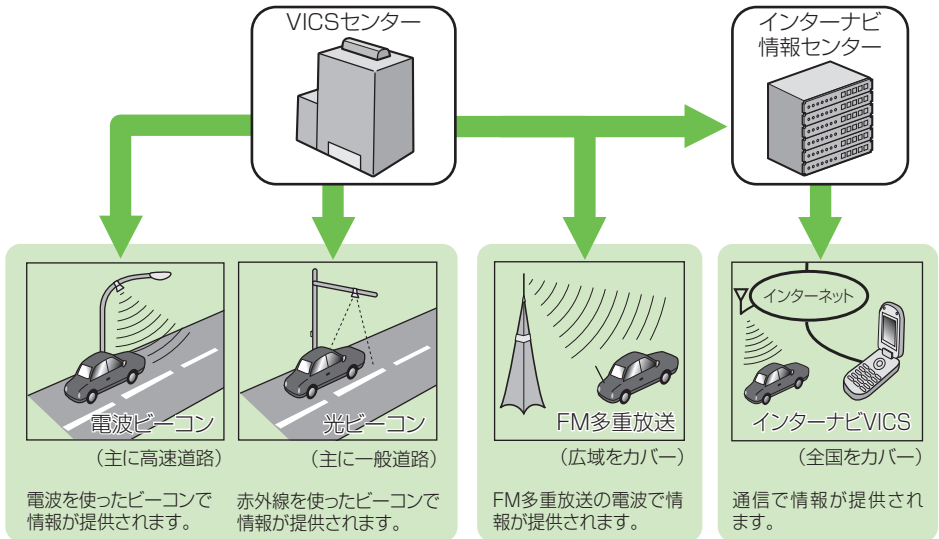 VICSセンター
インターナビ
情報センター
電波ビーコン
(主に高速道路)
電波を使ったビーコンで
情報が提供されます。
光ビーコン
(主に一般道路)
赤外線を使ったビーコンで
情報が提供されます。
FM多重放送
(広域をカバー)
FM多重放送の電波で情
報が提供されます。
インターネット
インターナビVICS
(全国をカバー)
通信で情報が提供され
ます。